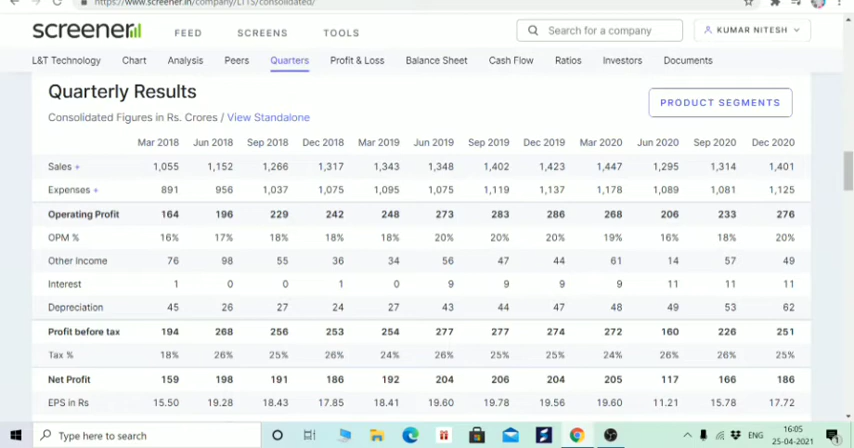 https://www.screener.in/company/LTTS/consolidated/
screener
FEED SCREENS TOOLS
Search for a company
KUMAR NITESH
L&T Technology Chart Analysis Peers Quarters Profit & Loss Balance Sheet Cash Flow Ratios Investors Documents
Quarterly Results
Consolidated Figures in Rs. Crores / View Standalone
PRODUCT SEGMENTS
Mar 2018 Jun 2018 Sep 2018 Dec 2018 Mar 2019 Jun 2019 Sep 2019 Dec 2019 Mar 2020 Jun 2020 Sep 2020 Dec 2020
Sales + 1,055 1,152 1,266 1,317 1,343 1,348 1,402 1,423 1,447 1,295 1,314 1,401
Expenses + 891 956 1,037 1,075 1,095 1,075 1,119 1,137 1,178 1,089 1,081 1,125
Operating Profit 164 196 229 242 248 273 283 286 268 206 233 276
OPM % 16% 17% 18% 18% 18% 20% 20% 20% 19% 16% 18% 20%
Other Income 76 98 55 36 34 56 47 44 61 14 57 49
Interest 1 0 0 1 0 9 9 9 9 11 11 11
Depreciation 45 26 27 24 27 43 44 47 48 49 53 62
Profit before tax 194 268 256 253 254 277 277 274 272 160 226 251
Tax % 18% 26% 25% 26% 24% 26% 25% 25% 24% 26% 26% 25%
Net Profit 159 198 191 186 192 204 206 204 205 117 166 186
EPS in Rs 15.50 19.28 18.43 17.85 18.41 19.60 19.78 19.56 19.60 11.21 15.78 17.72
Type here to search
ENG
16:05
25-04-2021